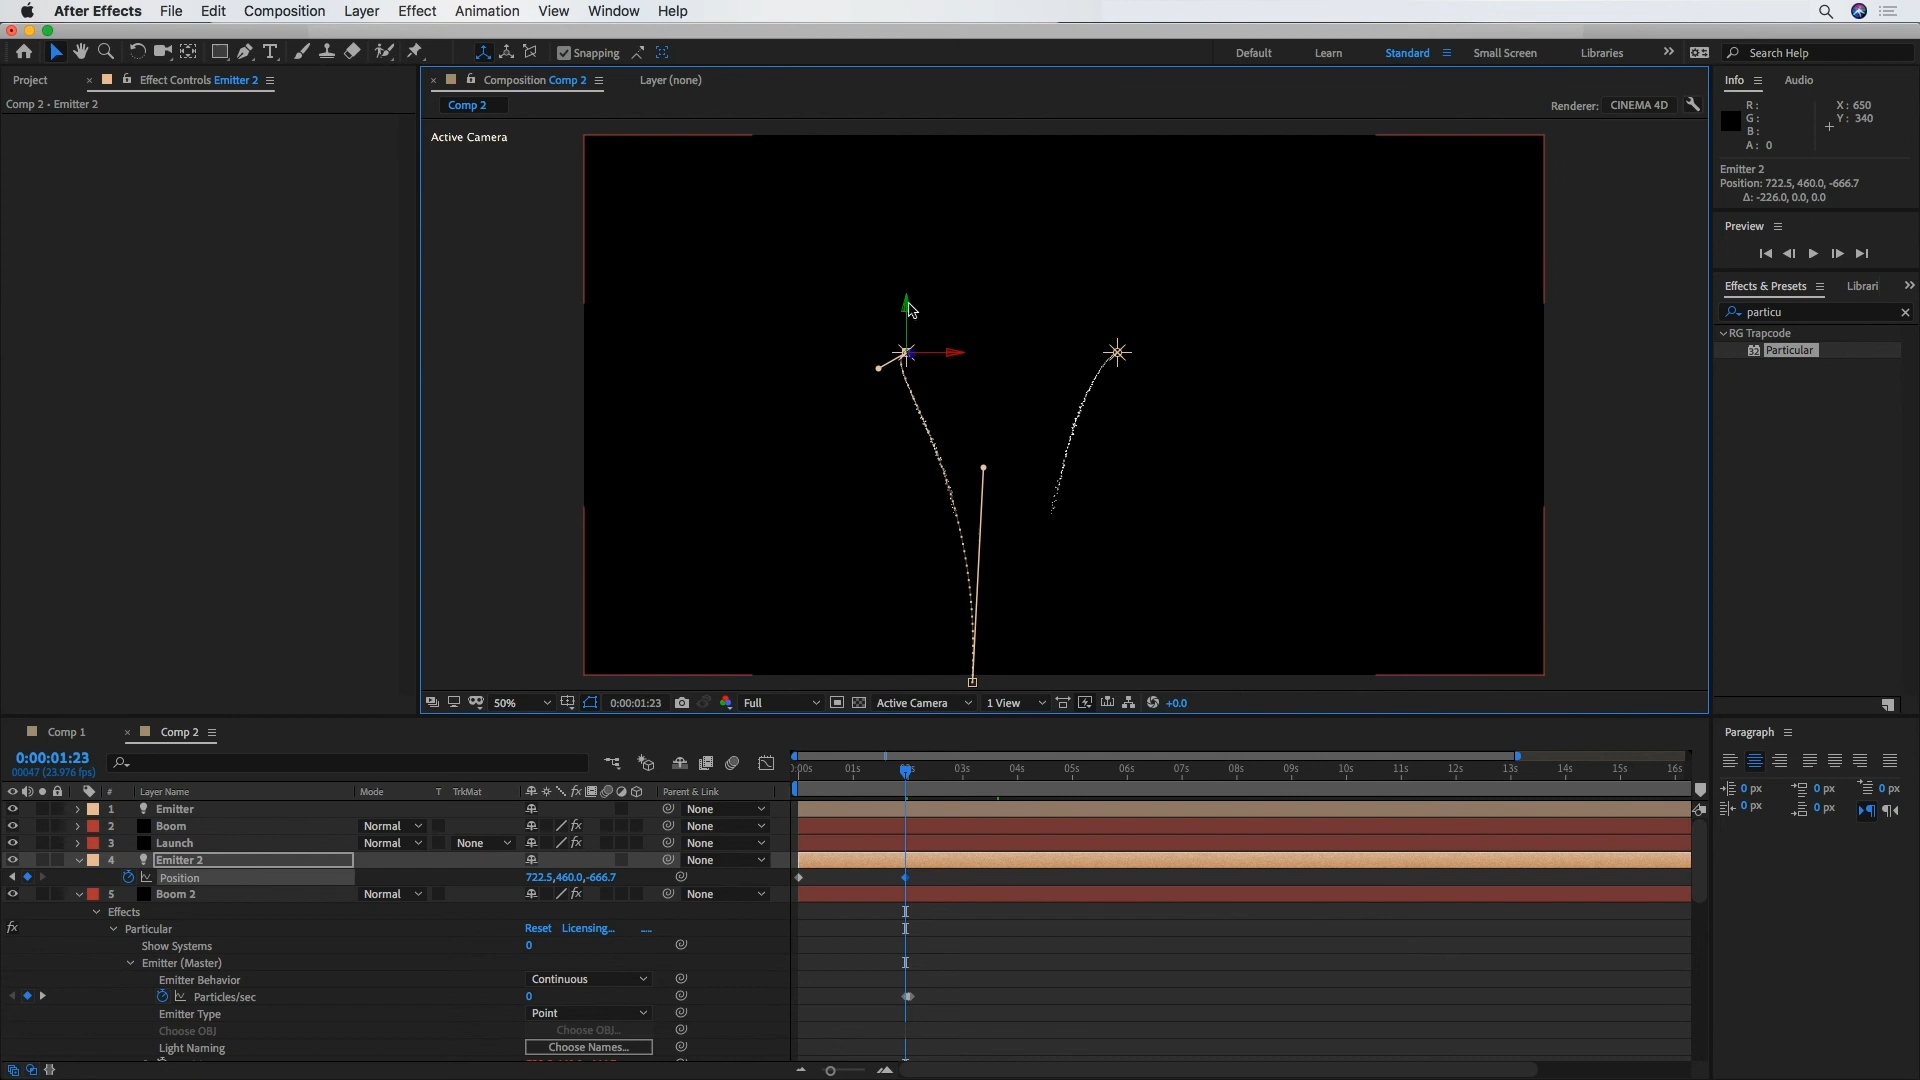 After Effects File Edit Composition Layer Effect Animation View Window Help
Snapping Default Learn Standard Small Screen Libraries Search Help
Project Effect Controls Emitter 2
Comp 2 • Emitter 2
Composition Comp 2 Layer (none)
Comp 2 Renderer: CINEMA 4D
Active Camera
50% 0:00:01:23 Full Active Camera 1 View +0.0
Info Audio
R: X: 650
G: Y: 340
B:
A: 0
Emitter 2
Position: 722.5, 460.0, -666.7
Δ: -226.0, 0.0, 0.0
Preview
Effects & Presets Librari
particu
RG Trapcode
32 Particular
Paragraph
0 px 0 px 0 px
0 px 0 px
Comp 1 Comp 2
0:00:01:23
00047 (23.976 fps)
01s 03s 04s 05s 06s 07s 08s 09s 10s 11s 12s 13s 14s 15s 16s
# Layer Name Mode T TrkMat Parent & Link
1 Emitter None
2 Boom Normal None
3 Launch Normal None None
4 Emitter 2 None
Position 722.5,460.0,-666.7
5 Boom 2 Normal None
Effects
fx Particular Reset Licensing...
Show Systems 0
Emitter (Master)
Emitter Behavior Continuous
Particles/sec 0
Emitter Type Point
Choose OBJ Choose OBJ...
Light Naming Choose Names...